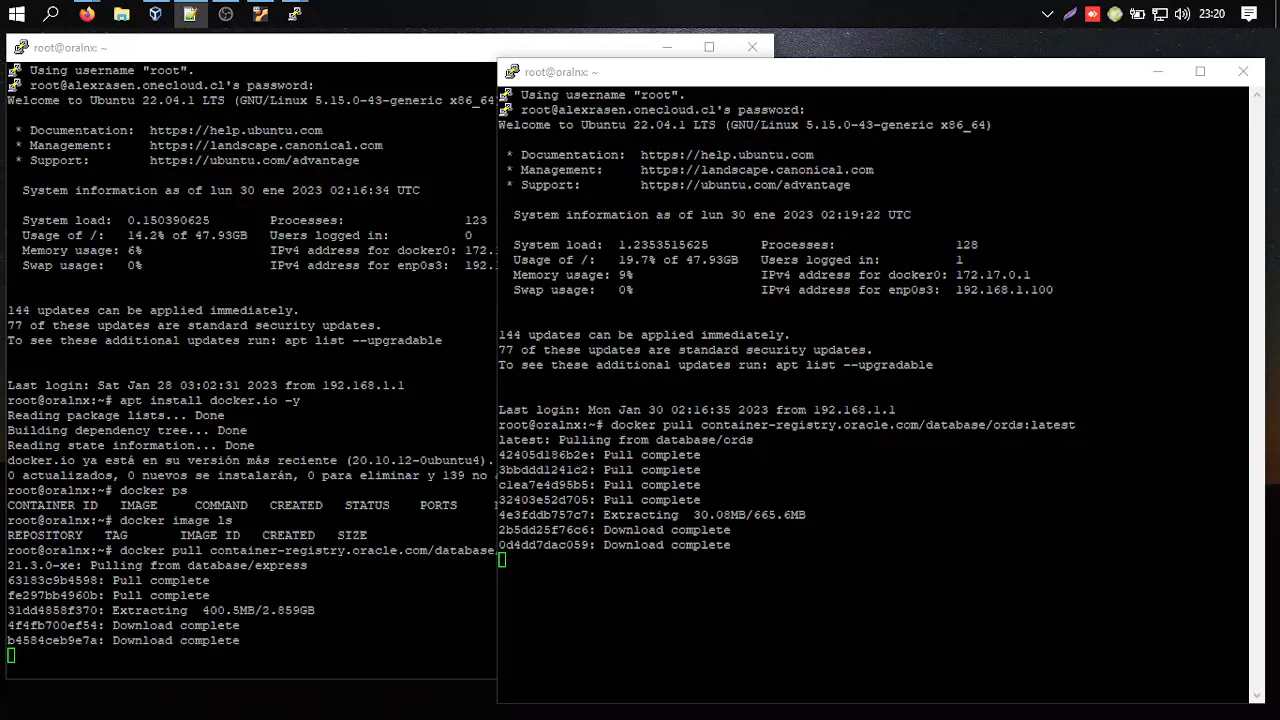 23:20
root@oralnx: ~
Using username "root".
root@alexrasen.onecloud.cl's password:
Welcome to Ubuntu 22.04.1 LTS (GNU/Linux 5.15.0-43-generic x86_64
* Documentation:  https://help.ubuntu.com
* Management:     https://landscape.canonical.com
* Support:        https://ubuntu.com/advantage
System information as of lun 30 ene 2023 02:16:34 UTC
System load:  0.150390625       Processes:               123
Usage of /:   14.2% of 47.93GB   Users logged in:         0
Memory usage: 6%                IPv4 address for docker0: 172.
Swap usage:   0%                IPv4 address for enp0s3:  192.
144 updates can be applied immediately.
77 of these updates are standard security updates.
To see these additional updates run: apt list --upgradable
Last login: Sat Jan 28 03:02:31 2023 from 192.168.1.1
root@oralnx:~# apt install docker.io -y
Reading package lists... Done
Building dependency tree... Done
Reading state information... Done
docker.io ya está en su versión más reciente (20.10.12-0ubuntu4).
0 actualizados, 0 nuevos se instalarán, 0 para eliminar y 139 no
root@oralnx:~# docker ps
CONTAINER ID   IMAGE     COMMAND   CREATED   STATUS    PORTS
root@oralnx:~# docker image ls
REPOSITORY   TAG       IMAGE ID   CREATED   SIZE
root@oralnx:~# docker pull container-registry.oracle.com/database
21.3.0-xe: Pulling from database/express
63183c9b4598: Pull complete
fe297bb4960b: Pull complete
31dd4858f370: Extracting  400.5MB/2.859GB
4f4fb700ef54: Download complete
b4584ceb9e7a: Download complete
root@oralnx: ~
Using username "root".
root@alexrasen.onecloud.cl's password:
Welcome to Ubuntu 22.04.1 LTS (GNU/Linux 5.15.0-43-generic x86_64)
* Documentation:  https://help.ubuntu.com
* Management:     https://landscape.canonical.com
* Support:        https://ubuntu.com/advantage
System information as of lun 30 ene 2023 02:19:22 UTC
System load:  1.2353515625      Processes:               128
Usage of /:   19.7% of 47.93GB   Users logged in:         1
Memory usage: 9%                IPv4 address for docker0: 172.17.0.1
Swap usage:   0%                IPv4 address for enp0s3:  192.168.1.100
144 updates can be applied immediately.
77 of these updates are standard security updates.
To see these additional updates run: apt list --upgradable
Last login: Mon Jan 30 02:16:35 2023 from 192.168.1.1
root@oralnx:~# docker pull container-registry.oracle.com/database/ords:latest
latest: Pulling from database/ords
42405d186b2e: Pull complete
3bbddd1241c2: Pull complete
c1ea7e4d95b5: Pull complete
32403e52d705: Pull complete
4e3fddb757c7: Extracting  30.08MB/665.6MB
2b5dd25f76c6: Download complete
0d4dd7dac059: Download complete